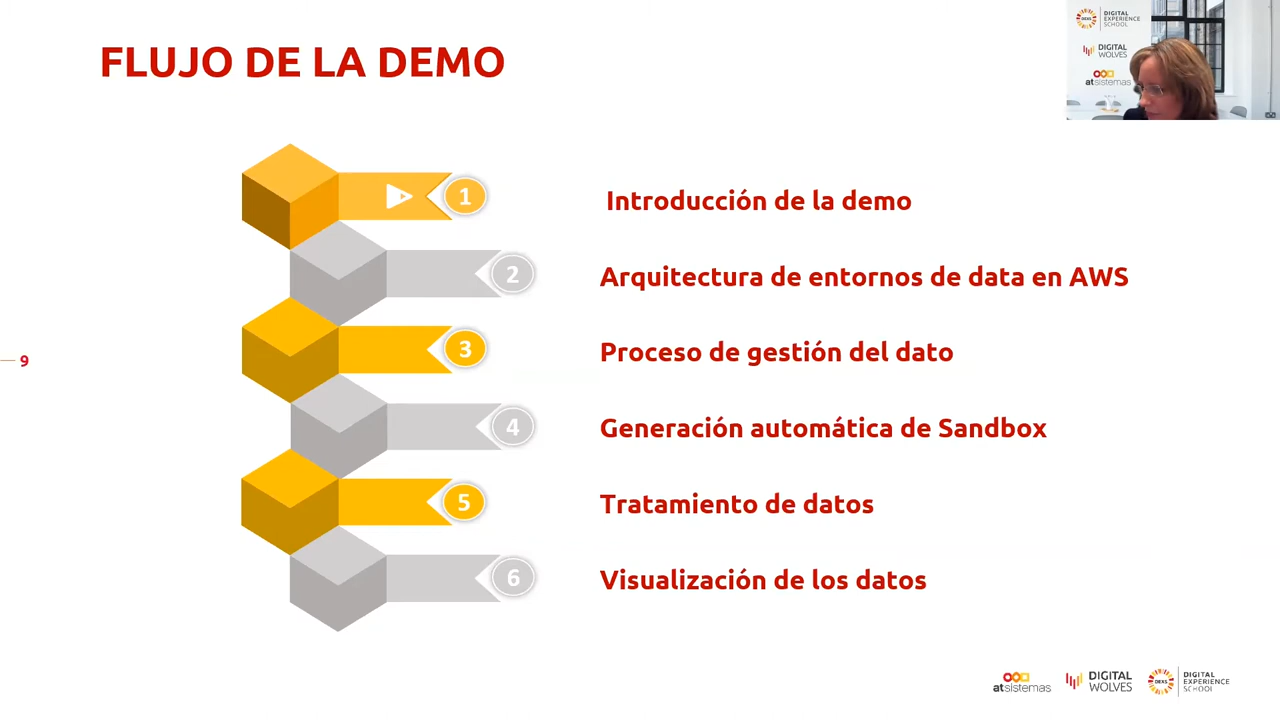 FLUJO DE LA DEMO
DIGITAL
EXPERIENCE
SCHOOL
DIGITAL
WOLVES
atsistemas
1
Introducción de la demo
2
Arquitectura de entornos de data en AWS
3
Proceso de gestión del dato
9
4
Generación automática de Sandbox
5
Tratamiento de datos
6
Visualización de los datos
atsistemas
DIGITAL
WOLVES
DEXS
DIGITAL
EXPERIENCE
SCHOOL